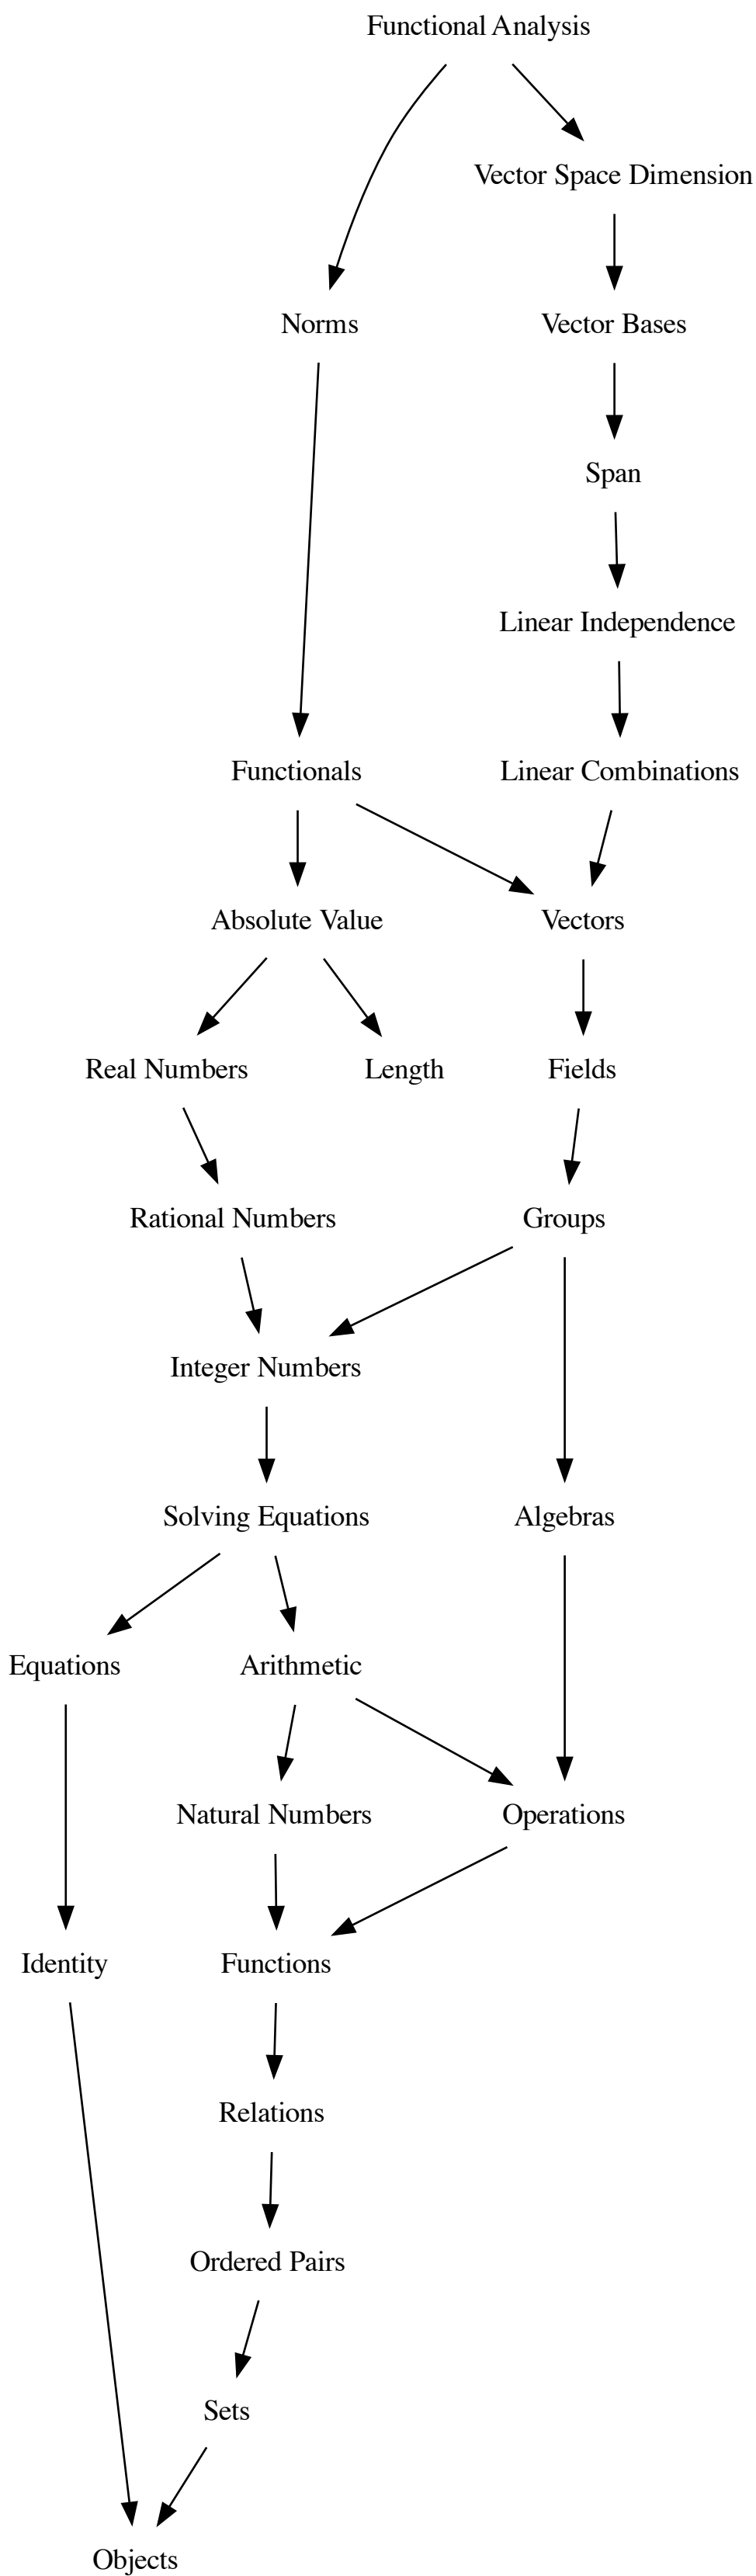 Functional Analysis
Vector Space Dimension
Norms
Vector Bases
Span
Linear Independence
Functionals
Linear Combinations
Absolute Value
Vectors
Real Numbers
Length
Fields
Rational Numbers
Groups
Integer Numbers
Solving Equations
Algebras
Equations
Arithmetic
Natural Numbers
Operations
Identity
Functions
Relations
Ordered Pairs
Sets
Objects